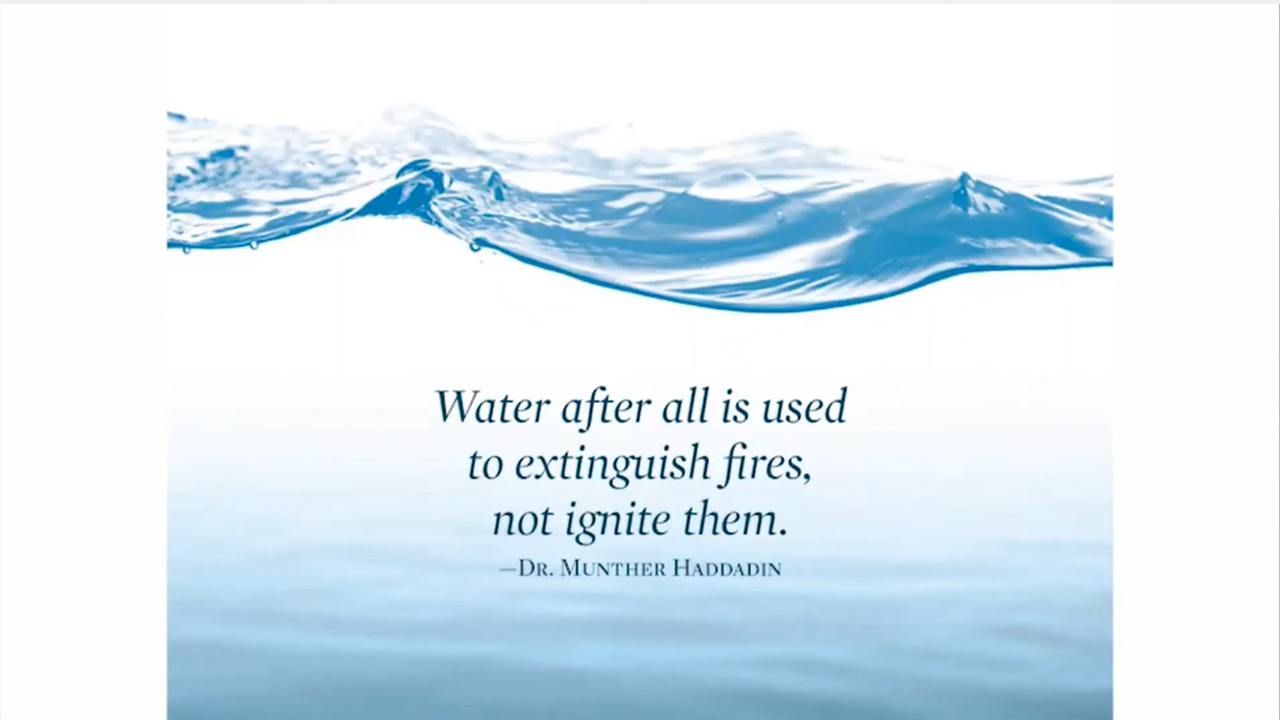 Water after all is used
to extinguish fires,
not ignite them.
—Dr. Munther Haddadin